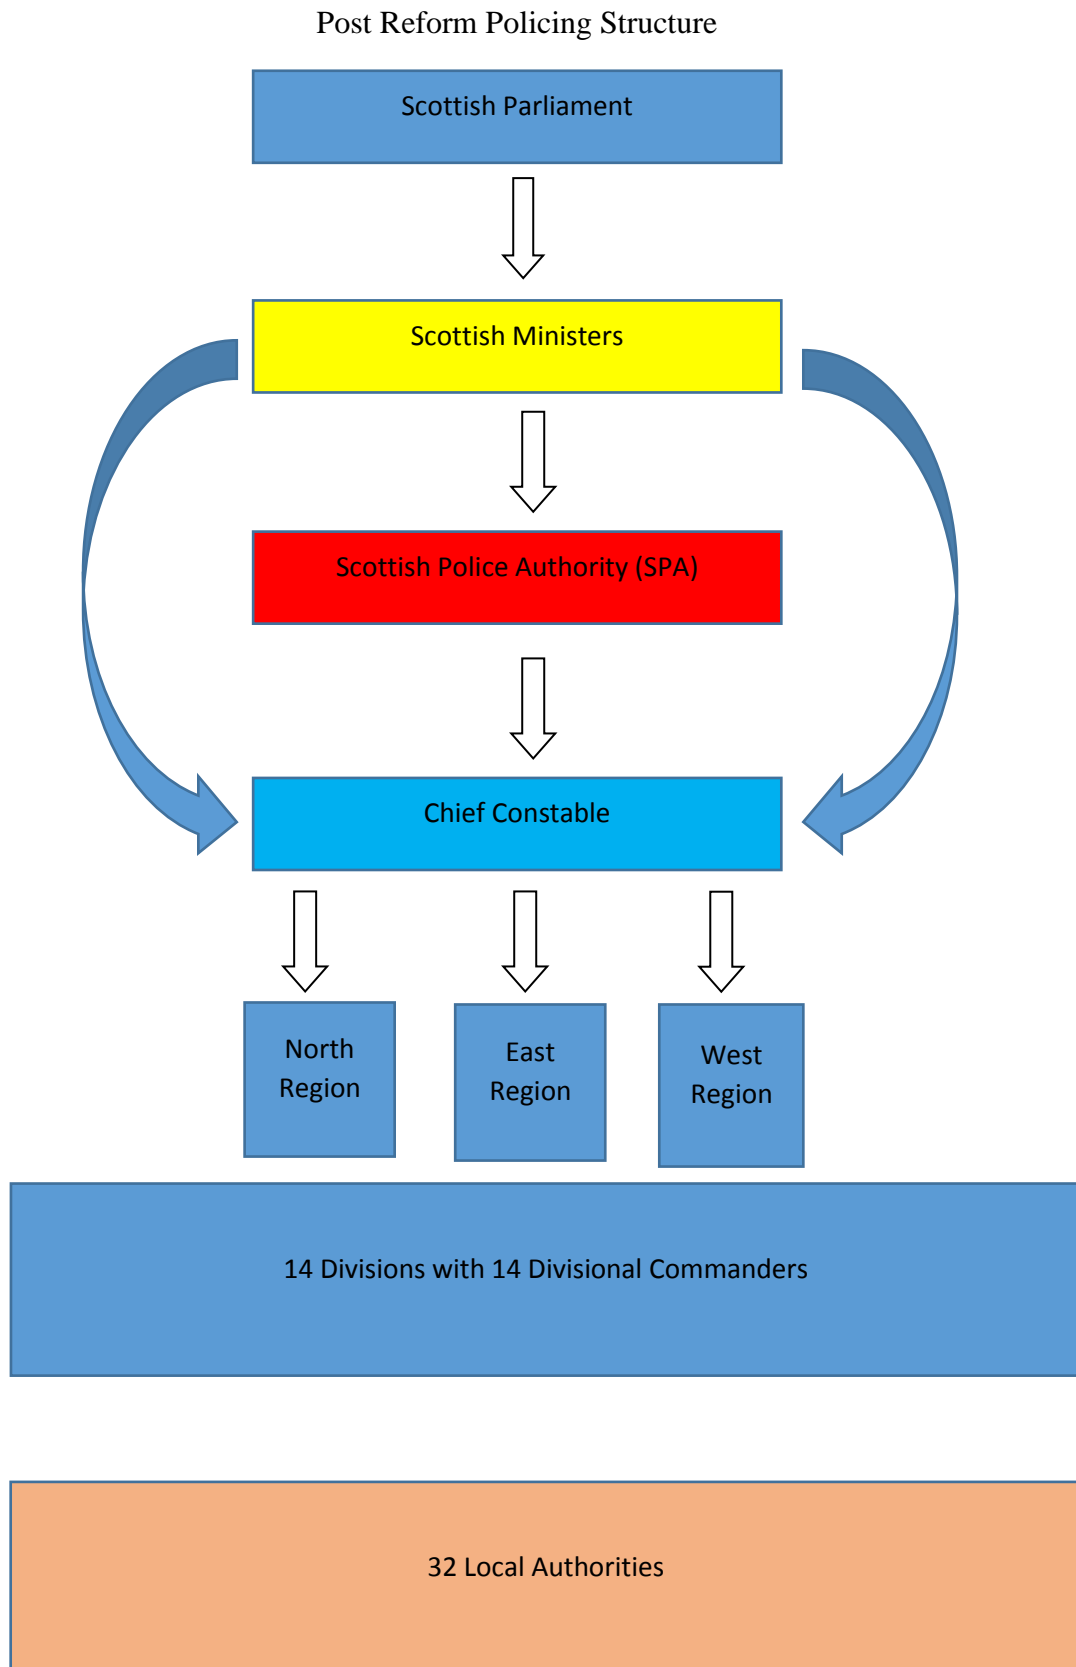 Post Reform Policing Structure
Scottish Parliament
Scottish Ministers
Scottish Police Authority (SPA)
Chief Constable
North
Region
East
Region
West
Region
14 Divisions with 14 Divisional Commanders
32 Local Authorities